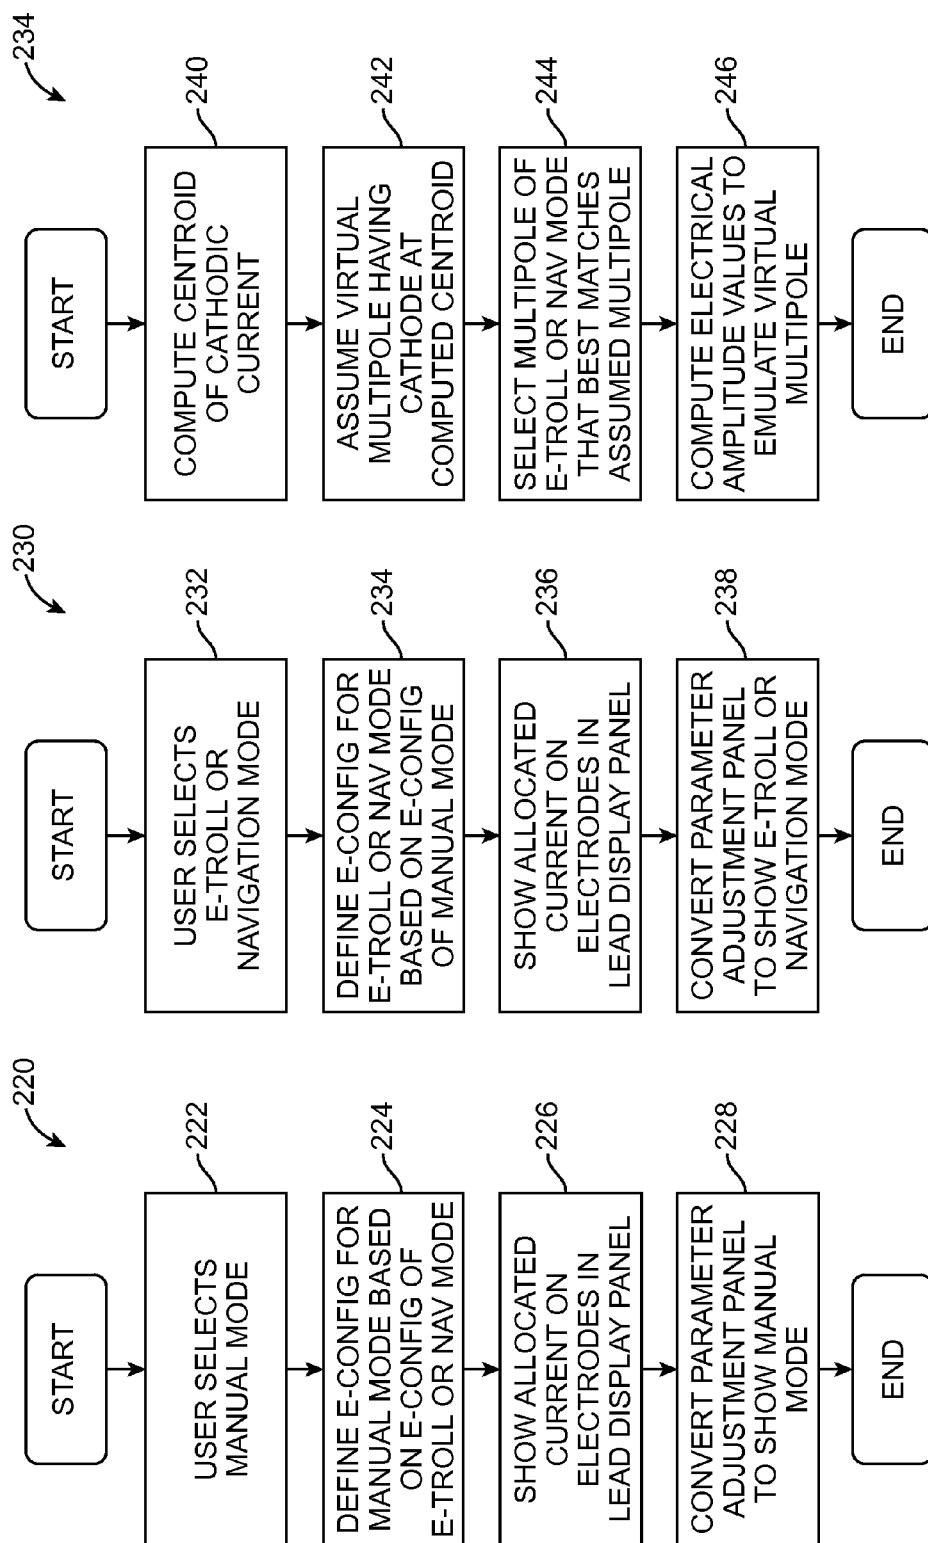 220
START
USER SELECTS
MANUAL MODE
222
DEFINE E-CONFIG FOR
MANUAL MODE BASED
ON E-CONFIG OF
E-TROLL OR NAV MODE
224
SHOW ALLOCATED
CURRENT ON
ELECTRODES IN
LEAD DISPLAY PANEL
226
CONVERT PARAMETER
ADJUSTMENT PANEL
TO SHOW MANUAL
MODE
228
END
230
START
USER SELECTS
E-TROLL OR
NAVIGATION MODE
232
DEFINE E-CONFIG FOR
E-TROLL OR NAV MODE
BASED ON E-CONFIG
OF MANUAL MODE
234
SHOW ALLOCATED
CURRENT ON
ELECTRODES IN
LEAD DISPLAY PANEL
236
CONVERT PARAMETER
ADJUSTMENT PANEL
TO SHOW E-TROLL OR
NAVIGATION MODE
238
END
234
START
COMPUTE CENTROID
OF CATHODIC
CURRENT
240
ASSUME VIRTUAL
MULTIPOLE HAVING
CATHODE AT
COMPUTED CENTROID
242
SELECT MULTIPOLE OF
E-TROLL OR NAV MODE
THAT BEST MATCHES
ASSUMED MULTIPOLE
244
COMPUTE ELECTRICAL
AMPLITUDE VALUES TO
EMULATE VIRTUAL
MULTIPOLE
246
END